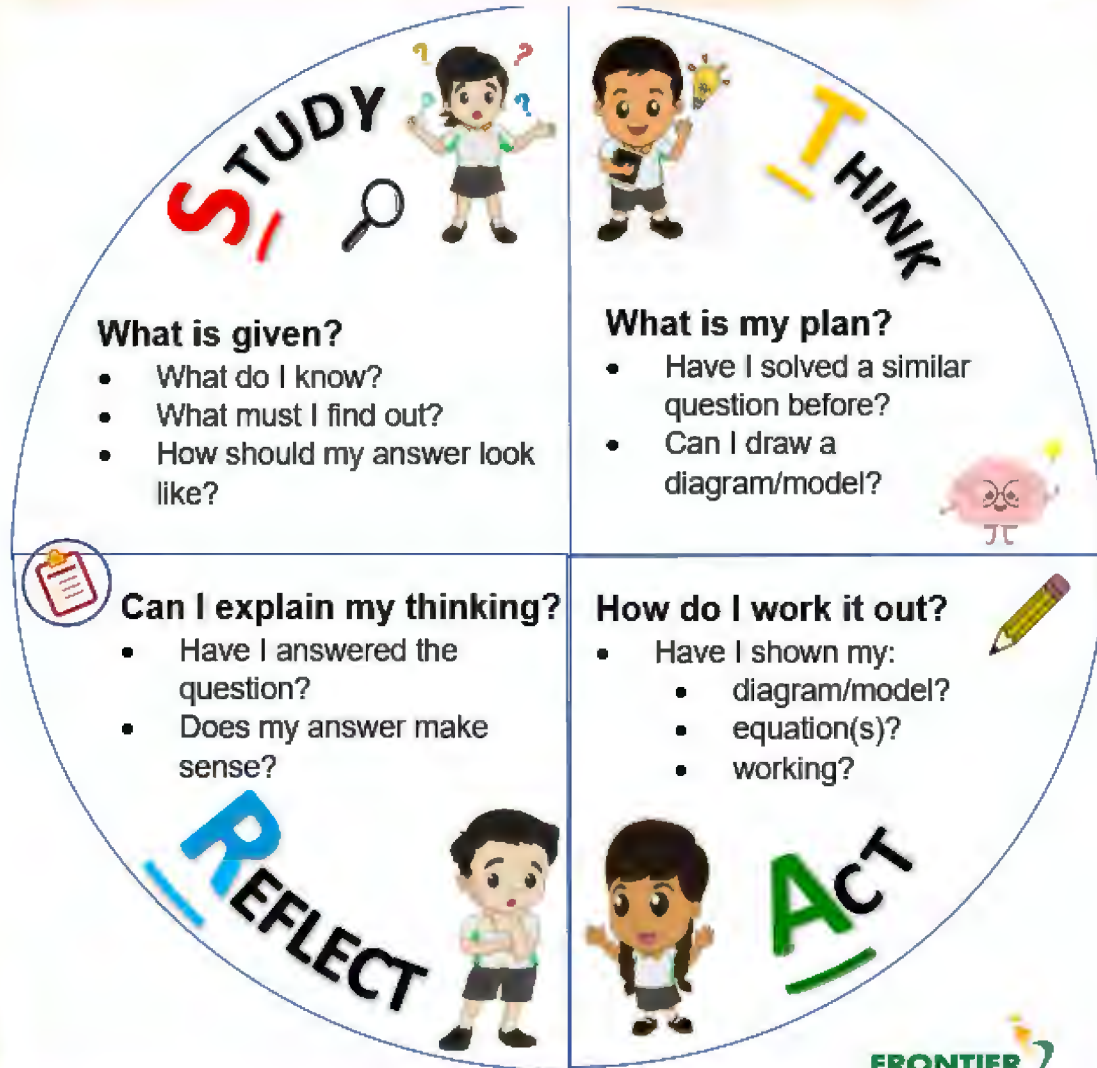 STUDY
What is given?
• What do I know?
• What must I find out?
• How should my answer look
like?
THINK
What is my plan?
• Have I solved a similar
question before?
• Can I draw a
diagram/model?
How do I work it out?
• Have I shown my:
• diagram/model?
• equation(s)?
• working?
ACT
Can I explain my thinking?
• Have I answered the
question?
• Does my answer make
sense?
REFLECT
FRONTIER